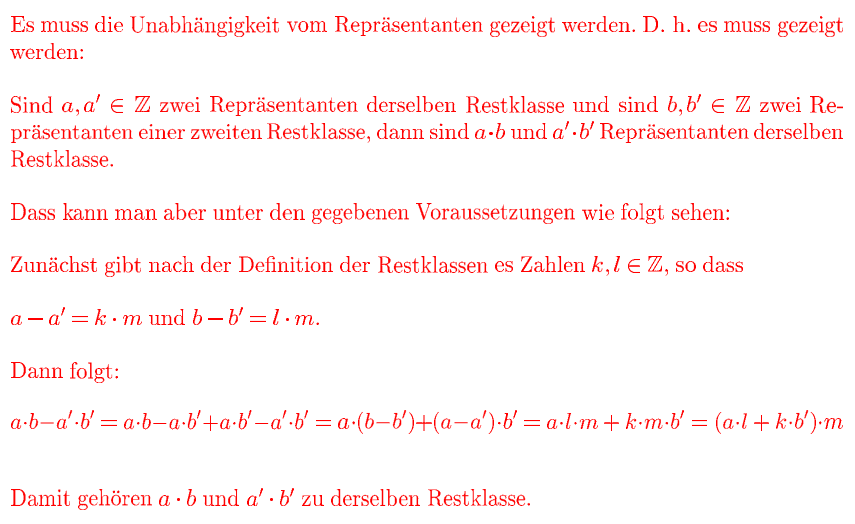 Es muss die Unabhängigkeit vom Repräsentanten gezeigt werden. D. h. es muss gezeigt
werden:
Sind a, a′ ∈ ℤ zwei Repräsentanten derselben Restklasse und sind b, b′ ∈ ℤ zwei Re-
präsentanten einer zweiten Restklasse, dann sind a·b und a′·b′ Repräsentanten derselben
Restklasse.
Dass kann man aber unter den gegebenen Voraussetzungen wie folgt sehen:
Zunächst gibt nach der Definition der Restklassen es Zahlen k, l ∈ ℤ, so dass
a − a′ = k · m und b − b′ = l · m.
Dann folgt:
a·b−a′·b′ = a·b−a·b′+a·b′−a′·b′ = a·(b−b′)+(a−a′)·b′ = a·l·m + k·m·b′ = (a·l + k·b′)·m
Damit gehören a · b und a′ · b′ zu derselben Restklasse.